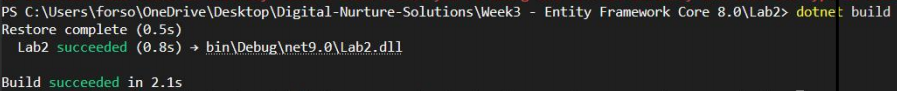 PS C:\Users\forso\OneDrive\Desktop\Digital-Nurture-Solutions\Week3 - Entity Framework Core 8.0\Lab2> dotnet build
Restore complete (0.5s)
  Lab2 succeeded (0.8s) → bin\Debug\net9.0\Lab2.dll
Build succeeded in 2.1s